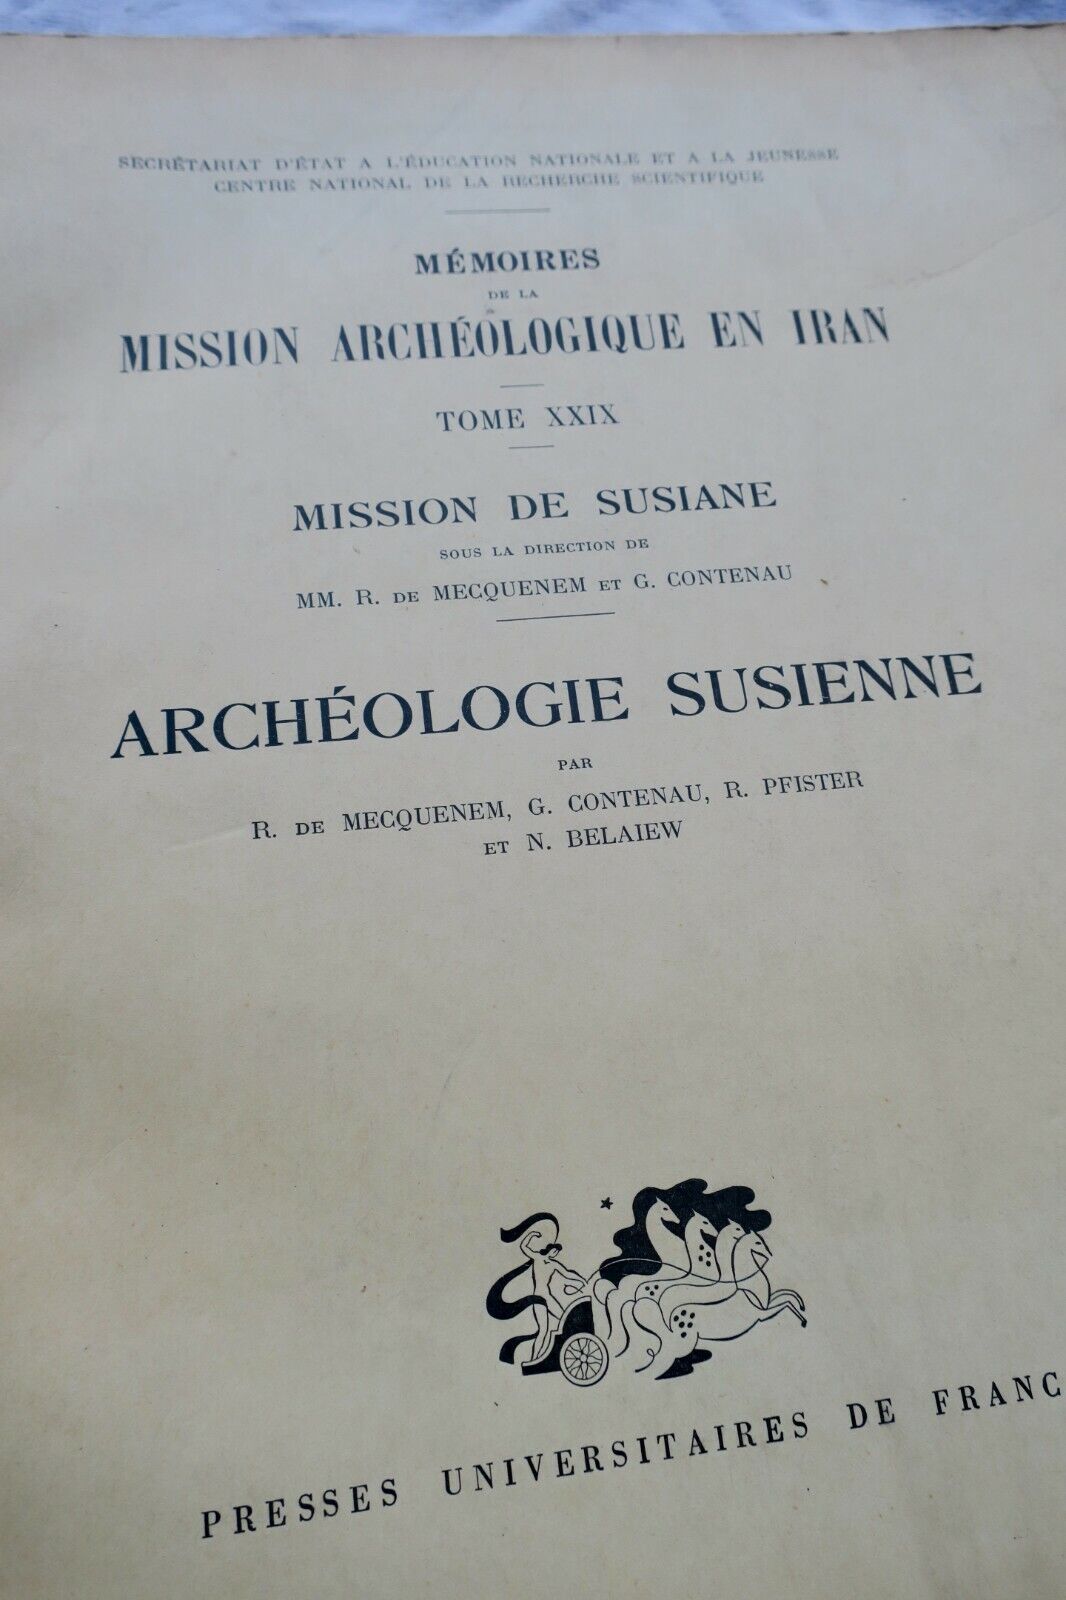 SECRÉTARIAT D'ÉTAT A L'ÉDUCATION NATIONALE ET A LA JEUNESSE
CENTRE NATIONAL DE LA RECHERCHE SCIENTIFIQUE
MÉMOIRES
DE LA
MISSION ARCHÉOLOGIQUE EN IRAN
TOME XXIX
MISSION DE SUSIANE
SOUS LA DIRECTION DE
MM. R. DE MECQUENEM ET G. CONTENAU
ARCHÉOLOGIE SUSIENNE
PAR
R. DE MECQUENEM, G. CONTENAU, R. PFISTER
ET N. BELAIEW
PRESSES UNIVERSITAIRES DE FRANC